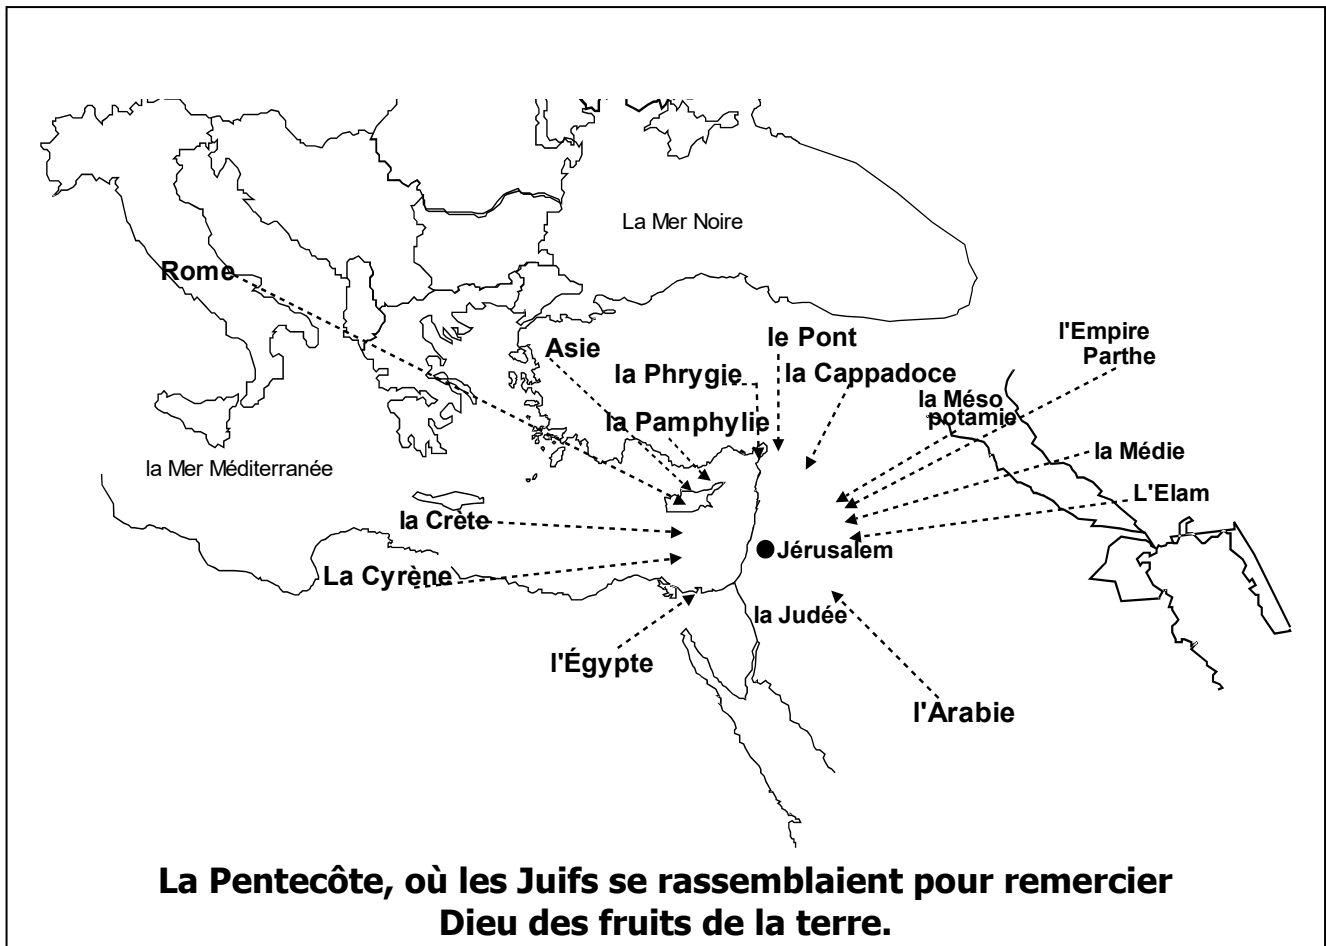 La Mer Noire
Rome
le Pont
l'Empire
Parthe
Asie
la Phrygie
la Cappadoce
la Méso
potamie
la Pamphylie
la Médie
la Mer Méditerranée
L'Elam
la Crète
Jérusalem
La Cyrène
la Judée
l'Égypte
l'Arabie
La Pentecôte, où les Juifs se rassemblaient pour remercier
Dieu des fruits de la terre.